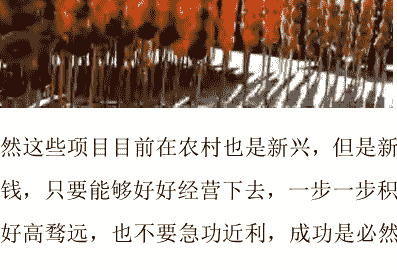 然这些项目目前在农村也是新兴，但是新
钱，只要能够好好经营下去，一步一步积
好高骛远，也不要急功近利，成功是必然